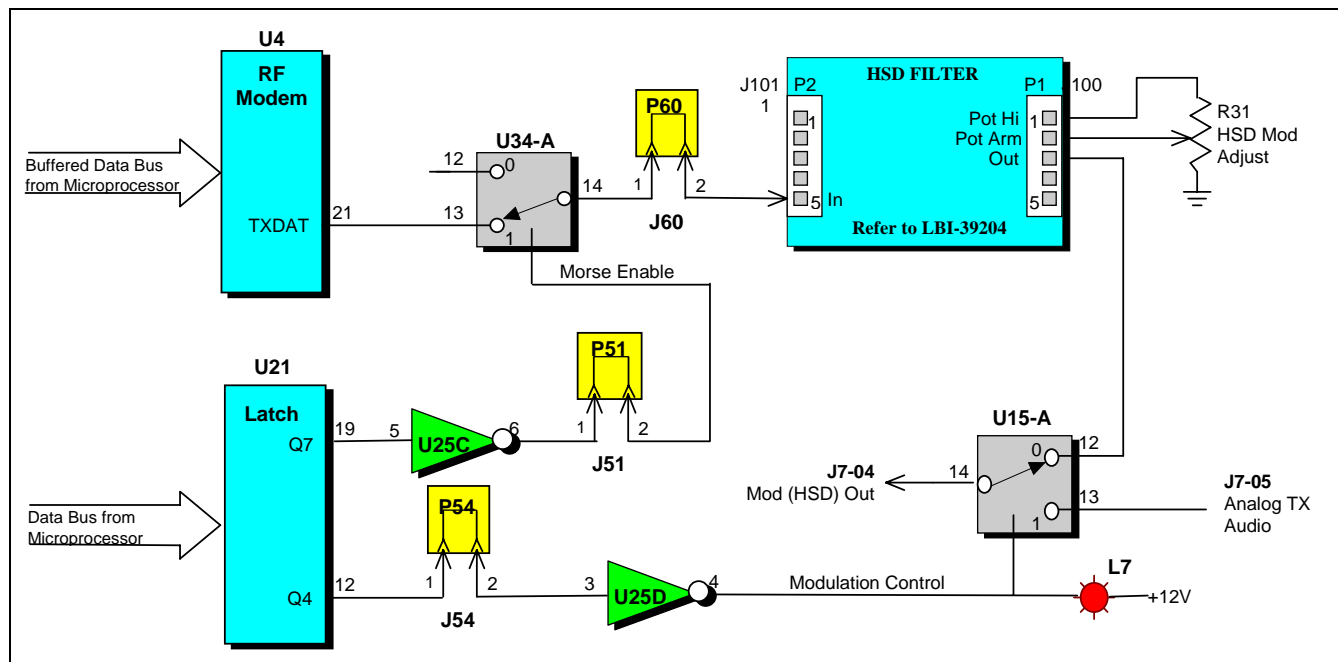 U4
RF
Modem
Buffered Data Bus
from Microprocessor
TXDAT
21
U34-A
12
0
13
1
14
P60
1
2
J60
Morse Enable
HSD FILTER
J101
P2
1
1
5
In
P1
J100
Pot Hi
1
Pot Arm
Out
5
Refer to LBI-39204
R31
HSD Mod
Adjust
U21
Latch
Q7
19
5
U25C
6
P51
1
2
J51
Data Bus from
Microprocessor
Q4
12
P54
1
2
J54
3
U25D
4
Modulation Control
U15-A
0
12
14
13
1
J7-04
Mod (HSD) Out
J7-05
Analog TX
Audio
L7
+12V